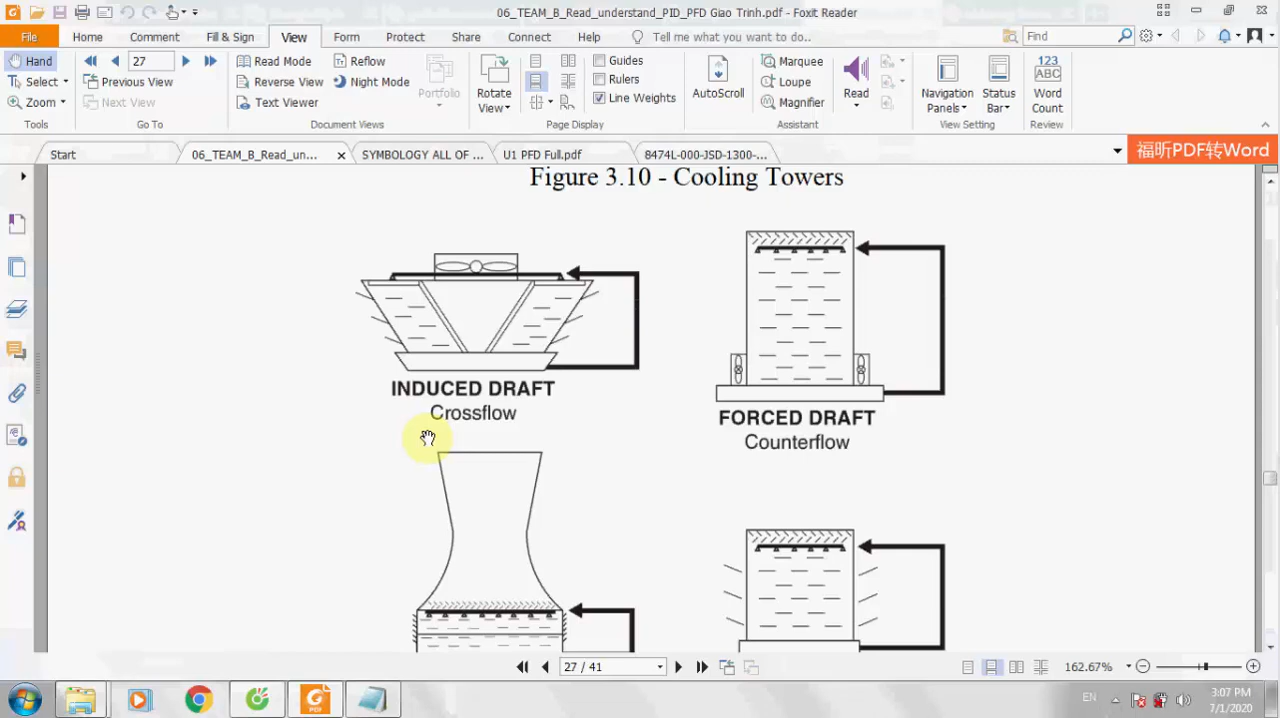 06_TEAM_B_Read_understand_PID_PFD Giao Trinh.pdf - Foxit Reader
File Home Comment Fill & Sign View Form Protect Share Connect Help Tell me what you want to do.. Find
Hand 27 Read Mode Reflow Guides Marquee
Select Previous View Reverse View Night Mode Portfolio Rotate View Rulers AutoScroll Loupe Read Navigation Panels Status Bar 123 ABC Word Count
Zoom Next View Text Viewer Line Weights Magnifier
Tools Go To Document Views Page Display Assistant View Setting Review
Start 06_TEAM_B_Read_un... SYMBOLOGY ALL OF ... U1 PFD Full.pdf 8474L-000-JSD-1300-... 福昕PDF转Word
Figure 3.10 - Cooling Towers
INDUCED DRAFT
Crossflow
FORCED DRAFT
Counterflow
27 / 41 162.67%
EN 3:07 PM
7/1/2020